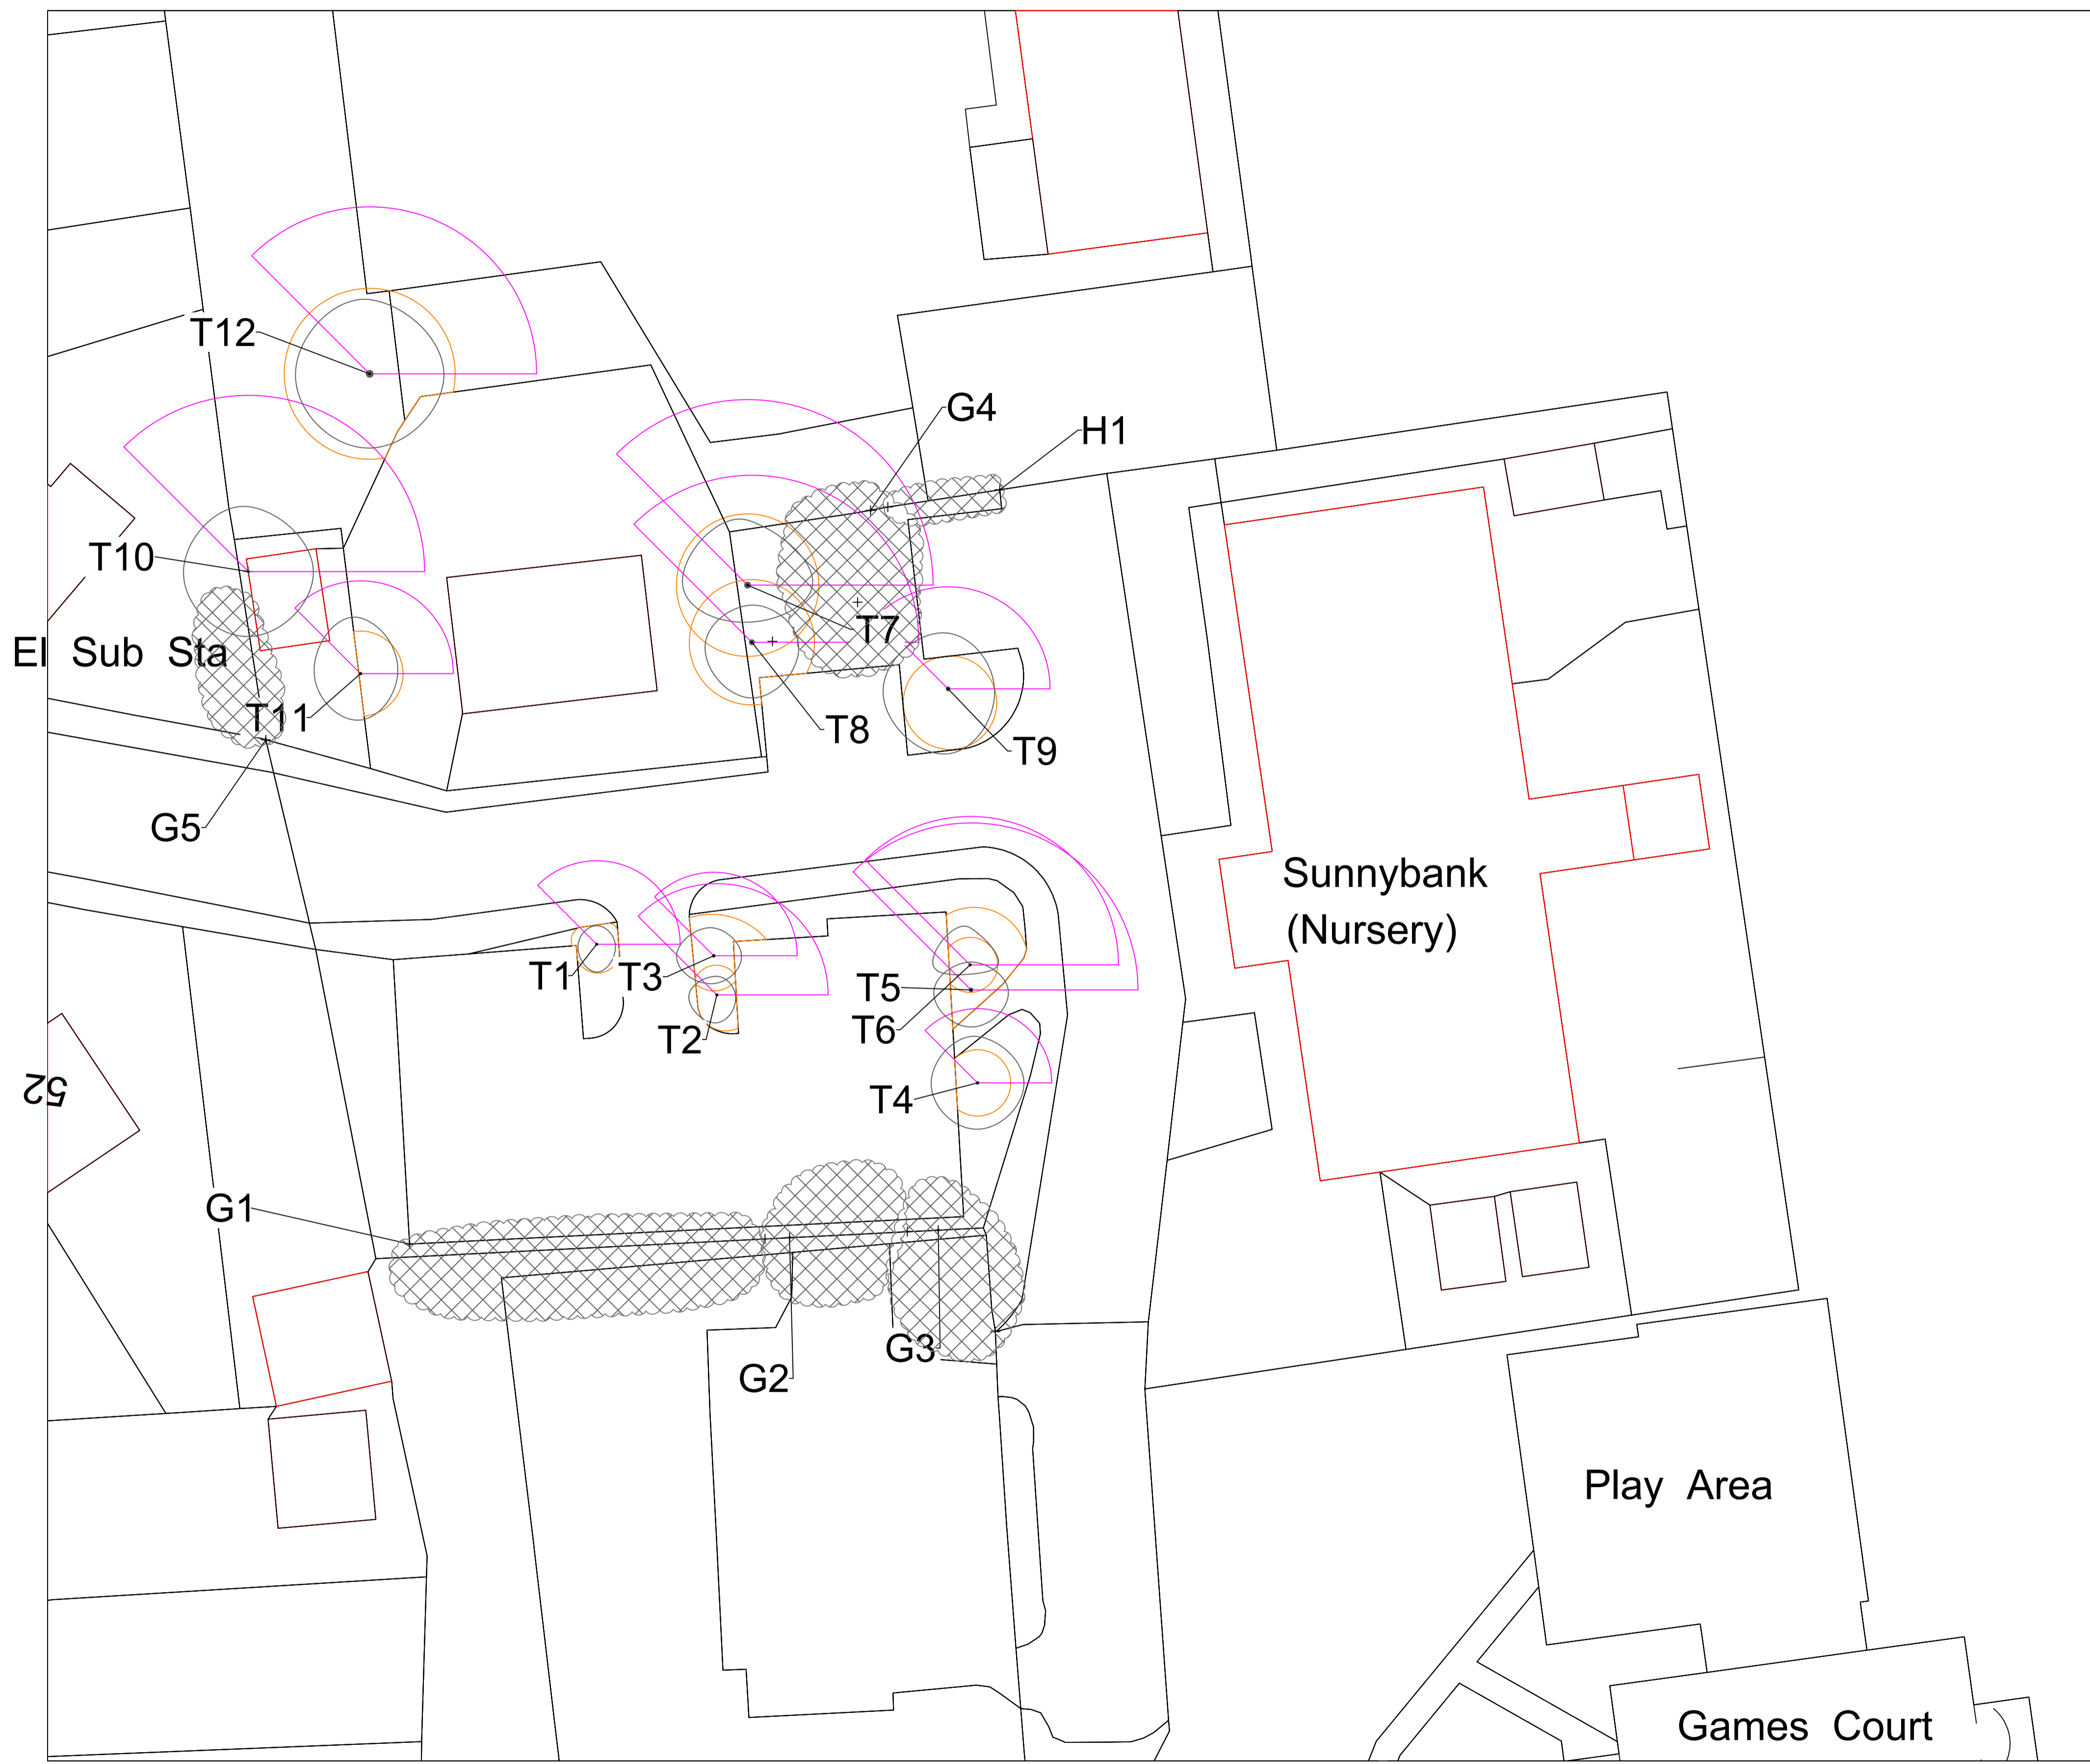 T12
G4
H1
T10
T7
El Sub Sta
T11
T8
T9
G5
Sunnybank
(Nursery)
T1
T3
T5
T6
T2
52
T4
G1
G3
G2
Play Area
Games Court